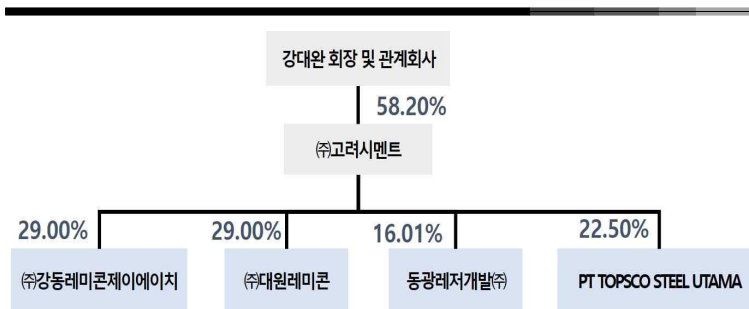 강대완 회장 및 관계회사
58.20%
㈜고려시멘트
29.00%
29.00%
16.01%
22.50%
㈜강동레미콘제이에이치
㈜대원레미콘
동광레저개발㈜
PT TOPSCO STEEL UTAMA